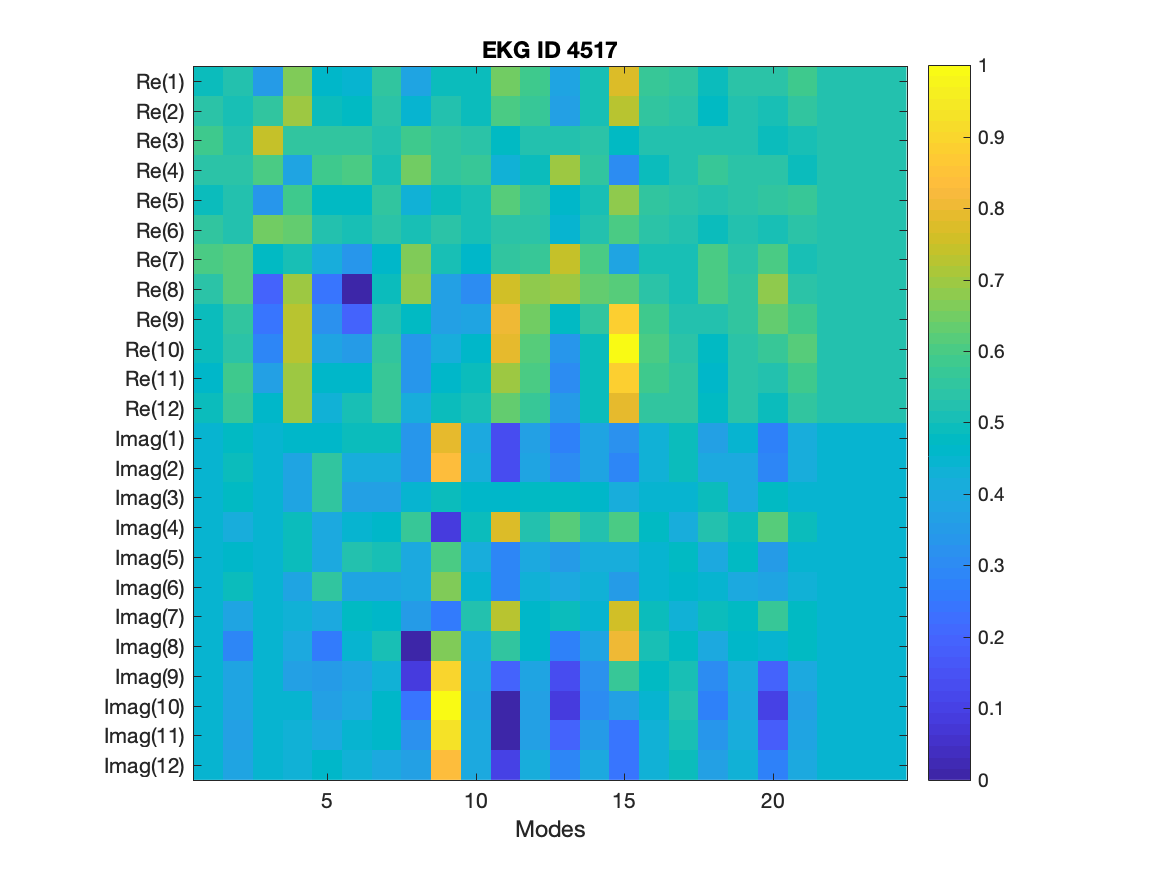 EKG ID 4517
Re(1)
Re(2)
Re(3)
Re(4)
Re(5)
Re(6)
Re(7)
Re(8)
Re(9)
Re(10)
Re(11)
Re(12)
Imag(1)
Imag(2)
Imag(3)
Imag(4)
Imag(5)
Imag(6)
Imag(7)
Imag(8)
Imag(9)
Imag(10)
Imag(11)
Imag(12)
5 10 15 20
Modes
1
0.9
0.8
0.7
0.6
0.5
0.4
0.3
0.2
0.1
0